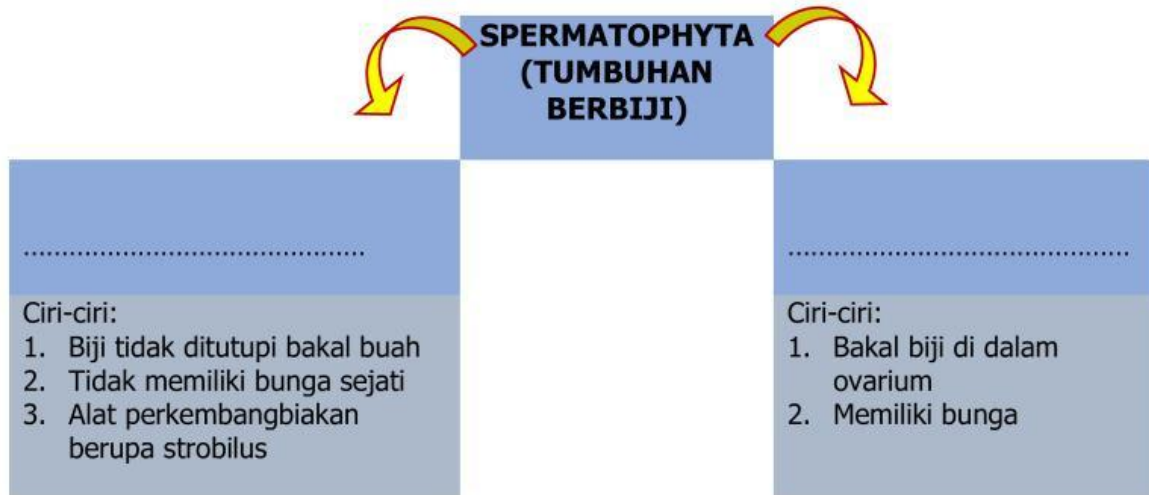 SPERMATOPHYTA
(TUMBUHAN
BERBIJI)
.............................................
Ciri-ciri:
1. Biji tidak ditutupi bakal buah
2. Tidak memiliki bunga sejati
3. Alat perkembangbiakan
berupa strobilus
.............................................
Ciri-ciri:
1. Bakal biji di dalam
ovarium
2. Memiliki bunga